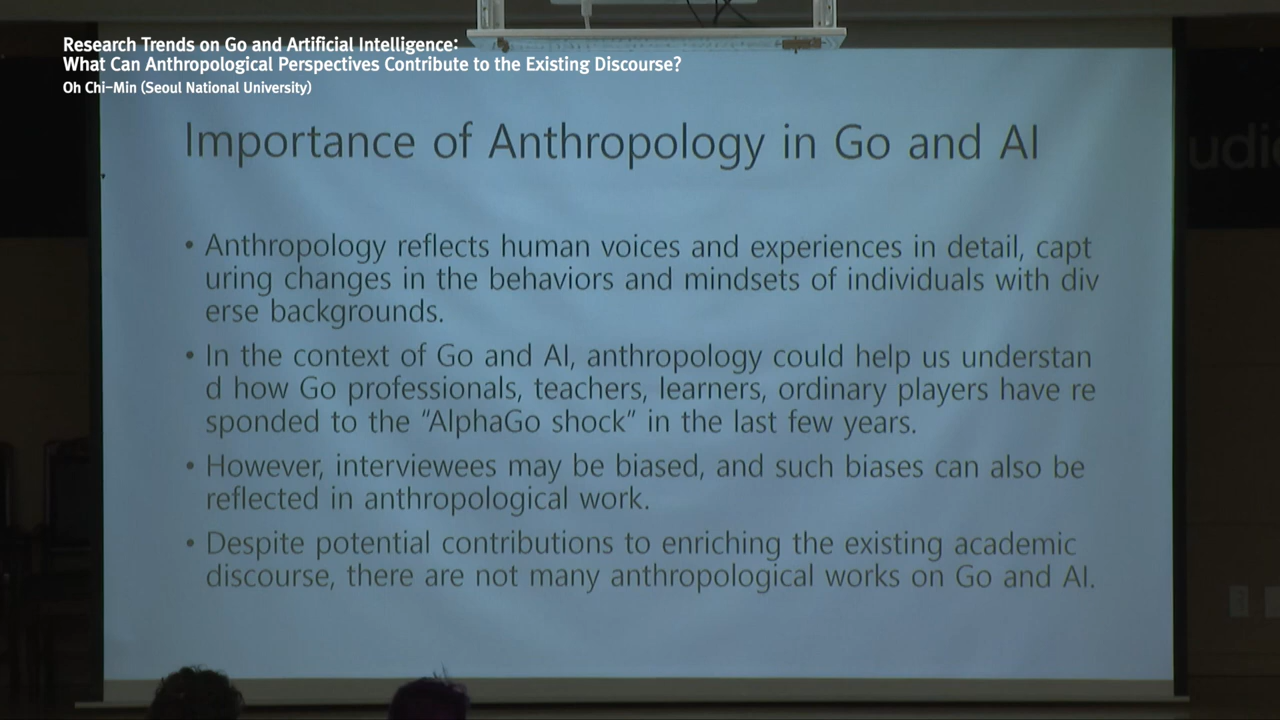 Research Trends on Go and Artificial Intelligence:
What Can Anthropological Perspectives Contribute to the Existing Discourse?
Oh Chi-Min (Seoul National University)
Importance of Anthropology in Go and AI
• Anthropology reflects human voices and experiences in detail, capt
uring changes in the behaviors and mindsets of individuals with div
erse backgrounds.
• In the context of Go and AI, anthropology could help us understan
d how Go professionals, teachers, learners, ordinary players have re
sponded to the “AlphaGo shock” in the last few years.
• However, interviewees may be biased, and such biases can also be
reflected in anthropological work.
• Despite potential contributions to enriching the existing academic
discourse, there are not many anthropological works on Go and AI.